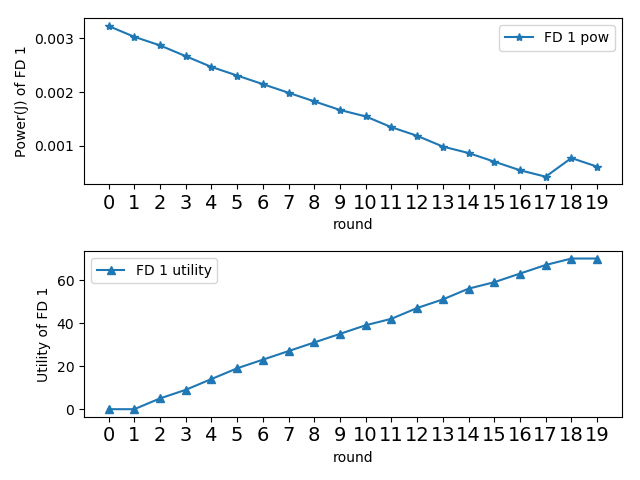 0.003
0.002
0.001
Power(J) of FD 1
FD 1 pow
0 1 2 3 4 5 6 7 8 9 10 11 12 13 14 15 16 17 18 19
round
60
40
20
0
Utility of FD 1
FD 1 utility
0 1 2 3 4 5 6 7 8 9 10 11 12 13 14 15 16 17 18 19
round